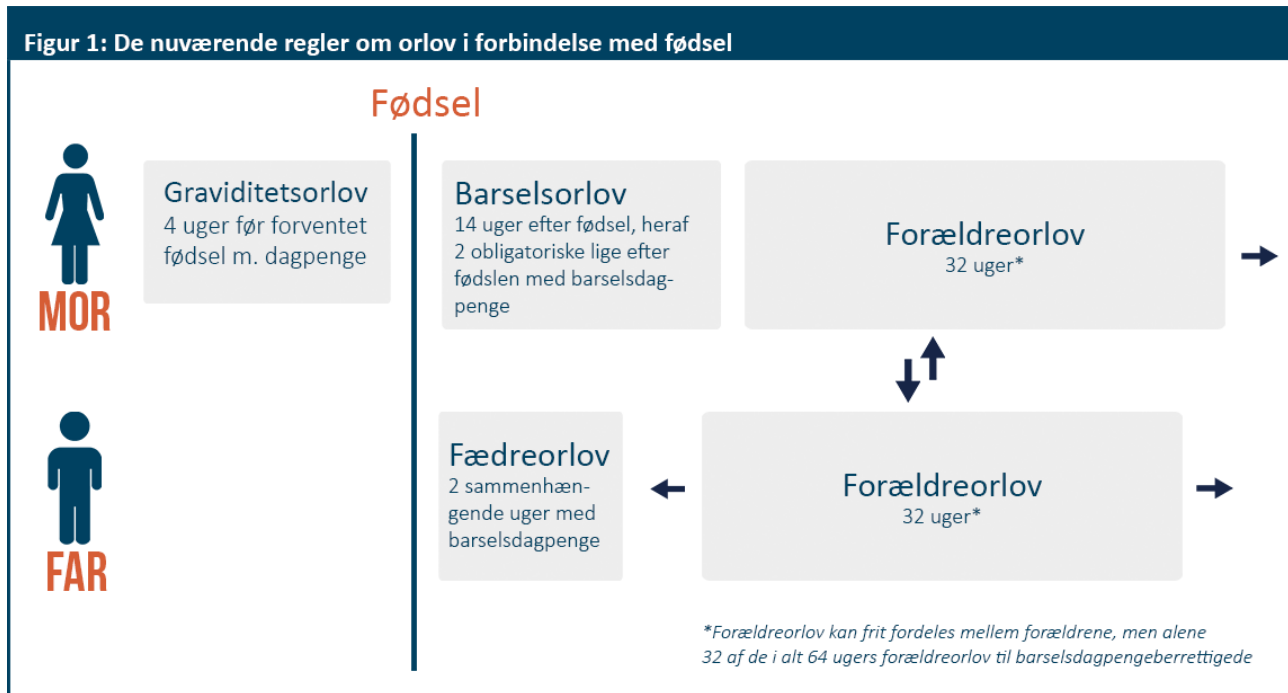 Figur 1: De nuværende regler om orlov i forbindelse med fødsel
Fødsel
MOR
Graviditetsorlov
4 uger før forventet
fødsel m. dagpenge
Barselsorlov
14 uger efter fødsel, heraf
2 obligatoriske lige efter
fødslen med barselsdag-
penge
Forældreorlov
32 uger*
FAR
Fædreorlov
2 sammenhæn-
gende uger med
barselsdagpenge
Forældreorlov
32 uger*
*Forældreorlov kan frit fordeles mellem forældrene, men alene
32 af de i alt 64 ugers forældreorlov til barselsdagpengeberrettigede